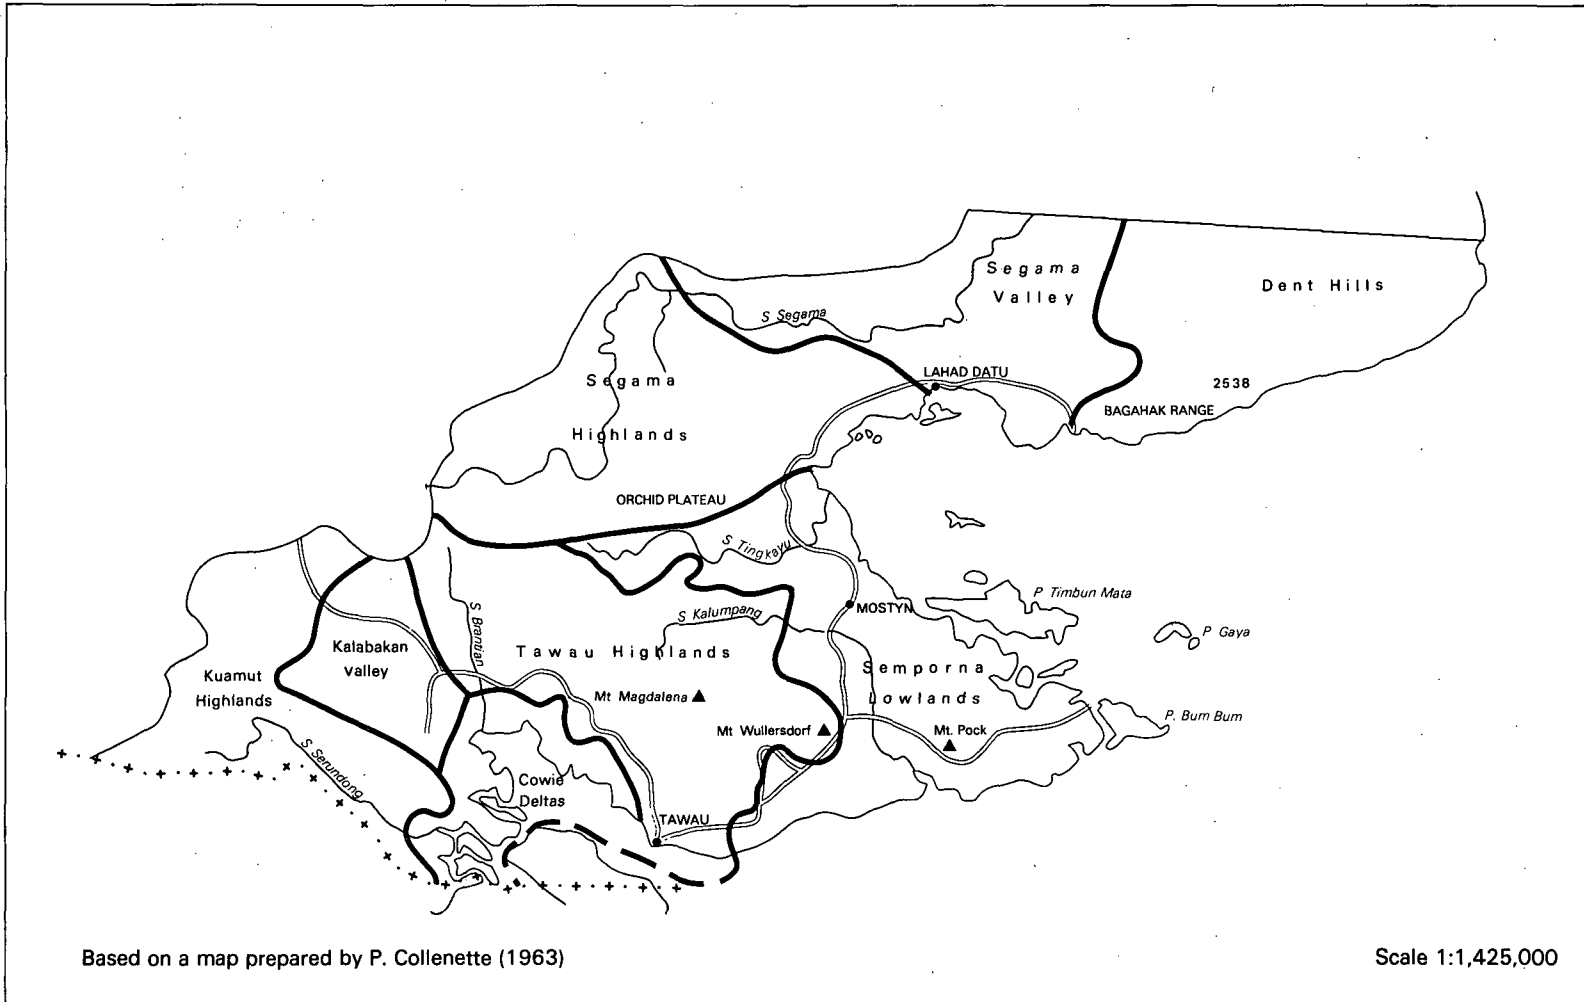 Segama
Valley
Dent Hills
S Segama
LAHAD DATU
Segama
2538
BAGAHAK RANGE
Highlands
ORCHID PLATEAU
S Tingkayu
P Timbun Mata
S Brantian
S Kalumpang
MOSTYN
P Gaya
Kalabakan
valley
Tawau Highlands
Semporna
Lowlands
Kuamut
Highlands
Mt Magdalena
P. Bum Bum
Mt Wullersdorf
Mt. Pock
S. Serundong
Cowie
Deltas
TAWAU
Based on a map prepared by P. Collenette (1963)
Scale 1:1,425,000